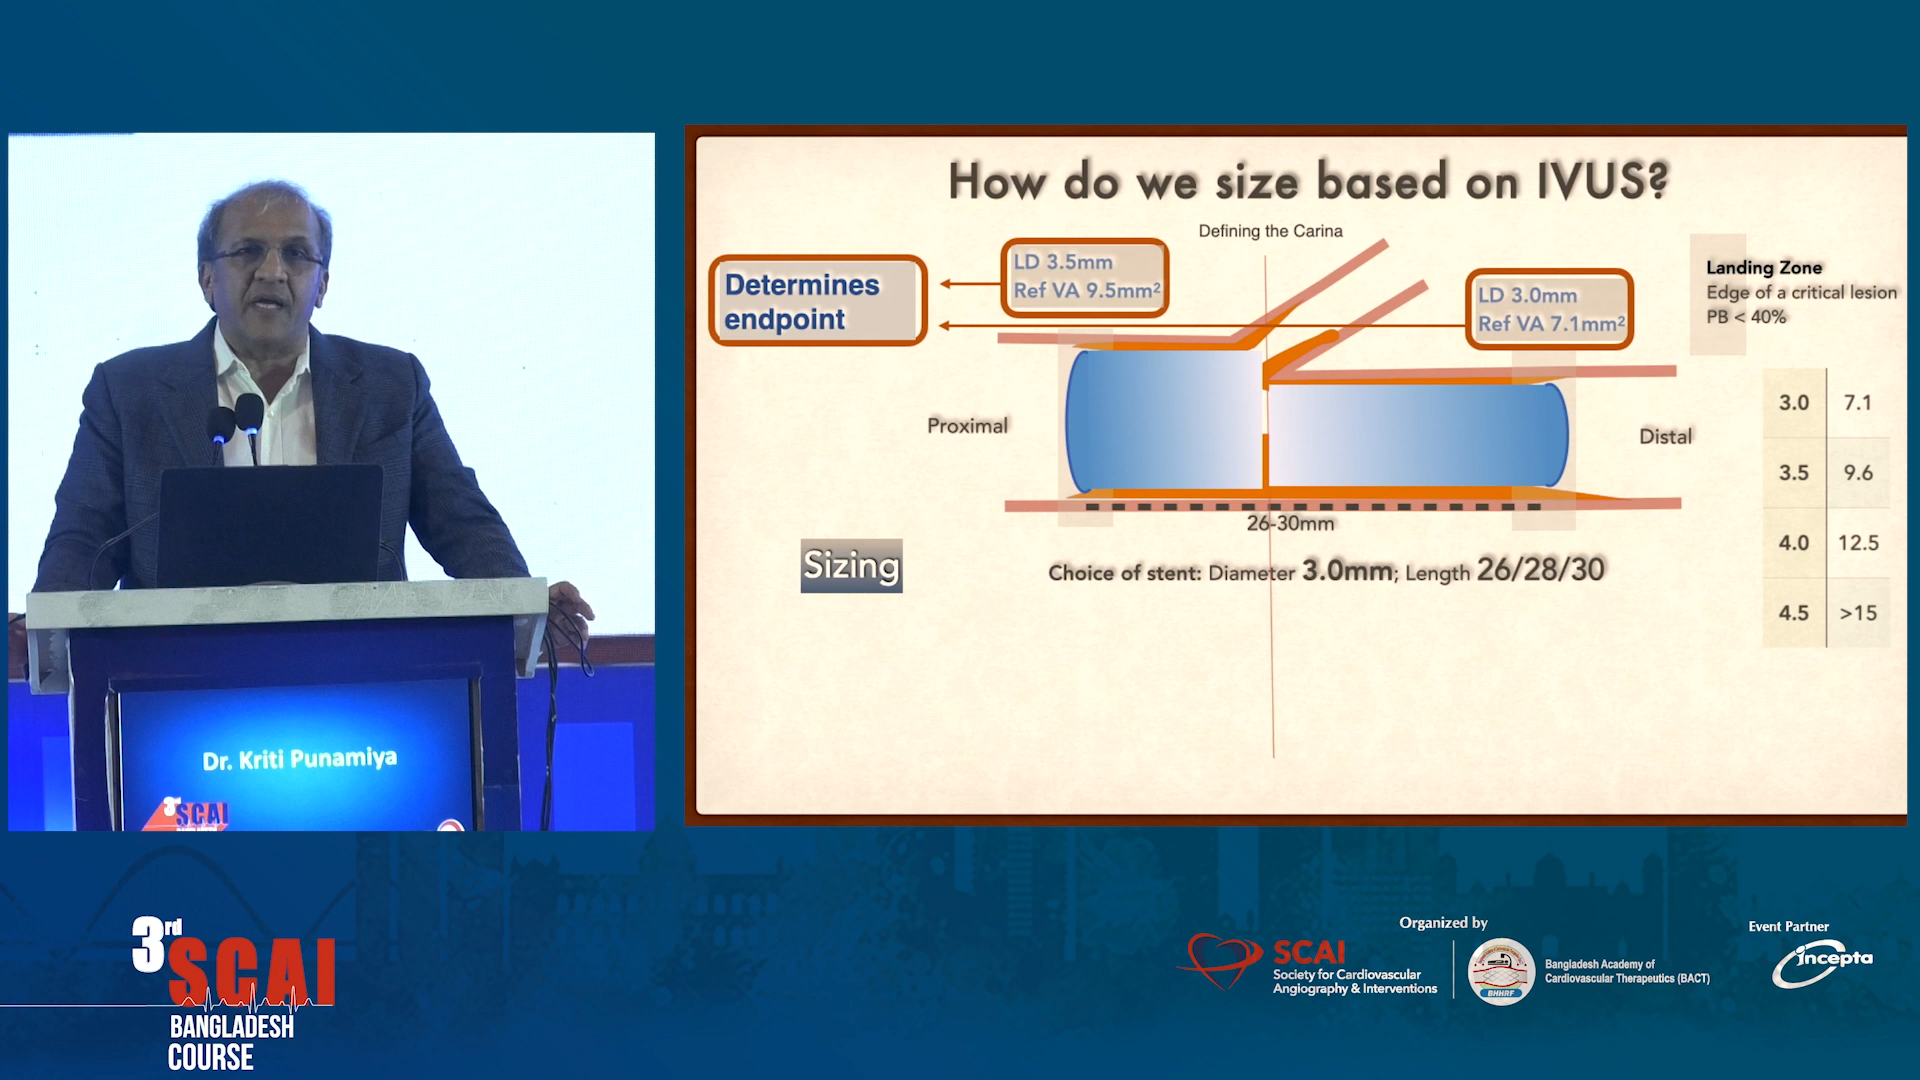 How do we size based on IVUS?
Defining the Carina
Determines
endpoint
LD 3.5mm
Ref VA 9.5mm²
LD 3.0mm
Ref VA 7.1mm²
Landing Zone
Edge of a critical lesion
PB < 40%
Proximal
Distal
3.0 7.1
3.5 9.6
4.0 12.5
4.5 >15
26-30mm
Sizing
Choice of stent: Diameter 3.0mm; Length 26/28/30
Dr. Kriti Punamiya
3rd
SCAI
3rd
SCAI
BANGLADESH
COURSE
Organized by
SCAI
Society for Cardiovascular
Angiography & Interventions
BHHRF
Bangladesh Academy of
Cardiovascular Therapeutics (BACT)
Event Partner
incepta